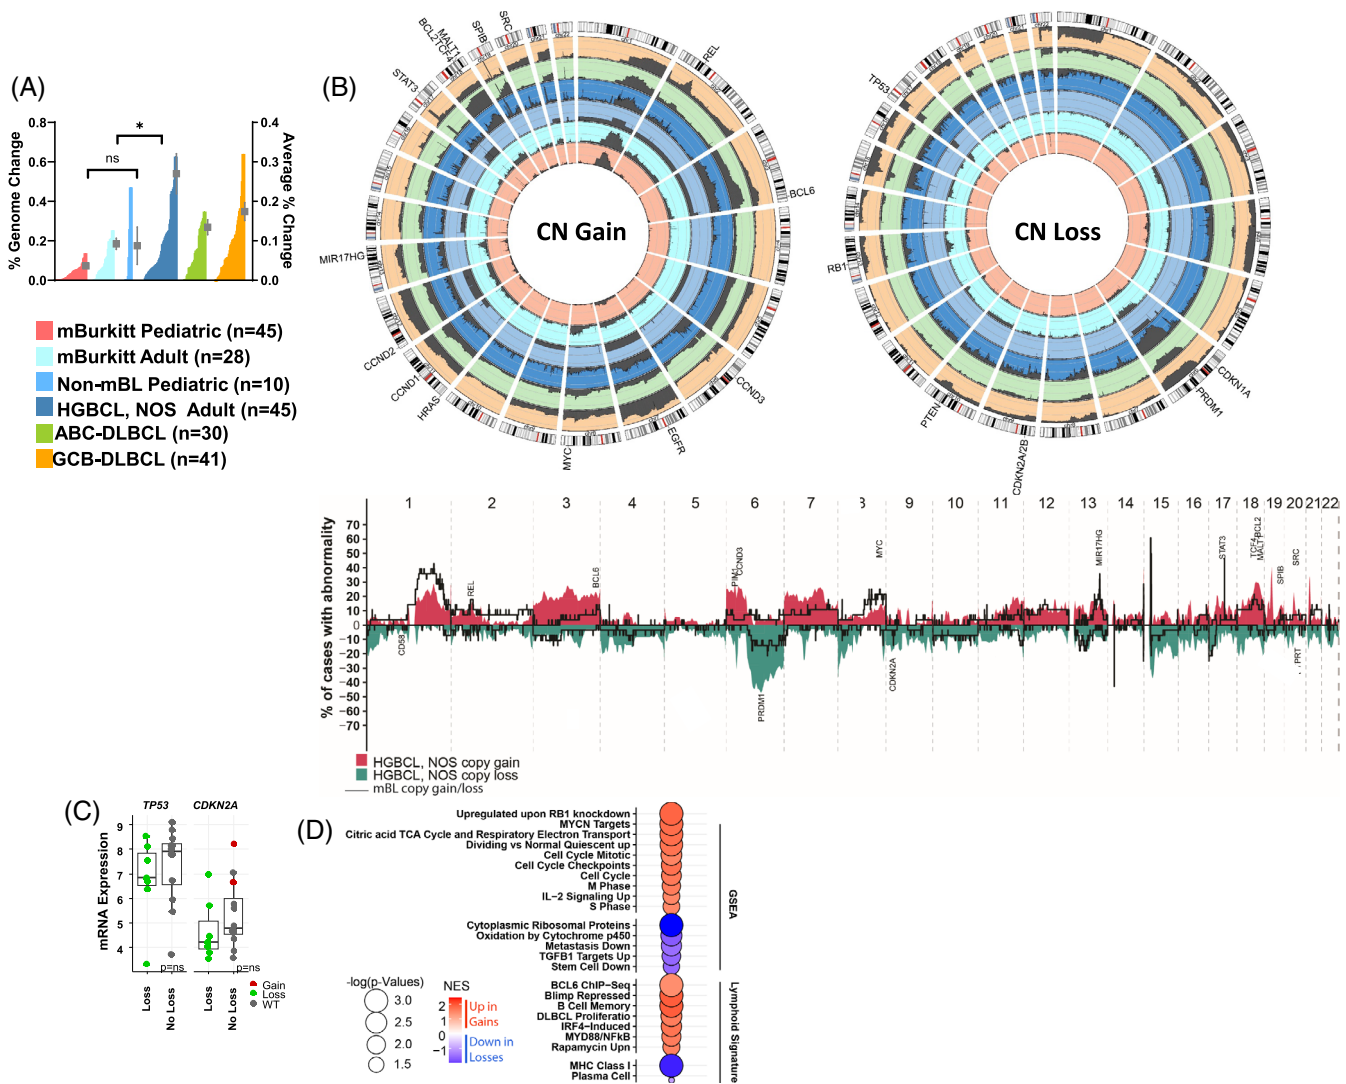 (A)
0.8
0.6
0.4
0.2
0.0
% Genome Change
ns
*
0.4
0.3
0.2
0.1
0.0
Average % Change
mBurkitt Pediatric (n=45)
mBurkitt Adult (n=28)
Non-mBL Pediatric (n=10)
HGBCL, NOS Adult (n=45)
ABC-DLBCL (n=30)
GCB-DLBCL (n=41)
(B)
CN Gain
REL
BCL6
CCND3
EGFR
MYC
HRAS
CCND1
CCND2
MIR17HG
STAT3
BCL2
TCF4
MALT1
SPIB
SRC
CN Loss
TP53
RB1
PTEN
CDKN2A/2B
PRDM1
CDKN1A
1 2 3 4 5 6 7 8 9 10 11 12 13 14 15 16 17 18 19 20 21 22
% of cases with abnormality
70
60
50
40
30
20
10
0
−10
−20
−30
−40
−50
−60
−70
CD58
REL
BCL6
PIM1
CCND3
PRDM1
MYC
CDKN2A
MIR17HG
STAT3
TCF4
MALT1
BCL2
SPIB
SRC
PRT
HGBCL, NOS copy gain
HGBCL, NOS copy loss
mBL copy gain/loss
(C)
TP53 CDKN2A
mRNA Expression
9
8
7
6
5
4
p=ns
p=ns
Loss
No Loss
Loss
No Loss
Gain
Loss
WT
(D)
Upregulated upon RB1 knockdown
MYCN Targets
Citric acid TCA Cycle and Respiratory Electron Transport
Dividing vs Normal Quiescent up
Cell Cycle Mitotic
Cell Cycle Checkpoints
Cell Cycle
M Phase
IL−2 Signaling Up
S Phase
Cytoplasmic Ribosomal Proteins
Oxidation by Cytochrome p450
Metastasis Down
TGFB1 Targets Up
Stem Cell Down
GSEA
BCL6 ChIP−Seq
Blimp Repressed
B Cell Memory
DLBCL Proliferatio
IRF4−Induced
MYD88/NFkB
Rapamycin Upn
MHC Class I
Plasma Cell
Lymphoid Signature
-log(p-Values)
3.0
2.5
2.0
1.5
NES
2
1
0
−1
Up in
Gains
Down in
Losses